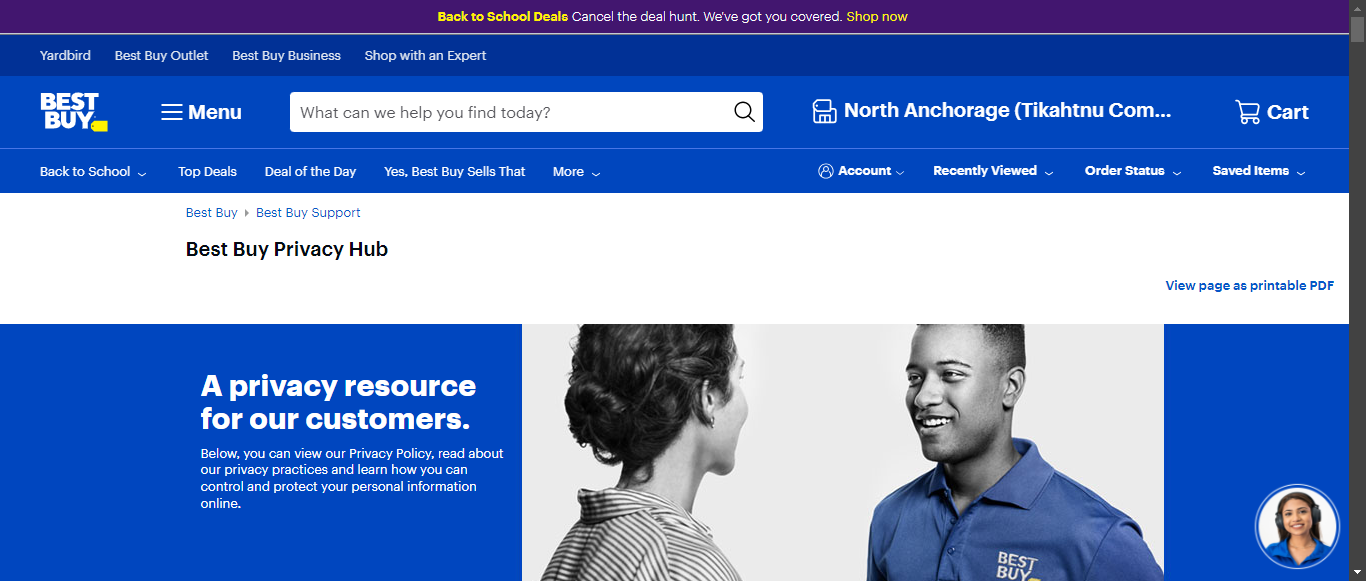 Back to School Deals Cancel the deal hunt. We've got you covered. Shop now
Yardbird Best Buy Outlet Best Buy Business Shop with an Expert
BEST
BUY
Menu
What can we help you find today?
North Anchorage (Tikahtnu Com...
Cart
Back to School Top Deals Deal of the Day Yes, Best Buy Sells That More Account Recently Viewed Order Status Saved Items
Best Buy Best Buy Support
Best Buy Privacy Hub
View page as printable PDF
A privacy resource
for our customers.
Below, you can view our Privacy Policy, read about
our privacy practices and learn how you can
control and protect your personal information
online.
BEST
BUY